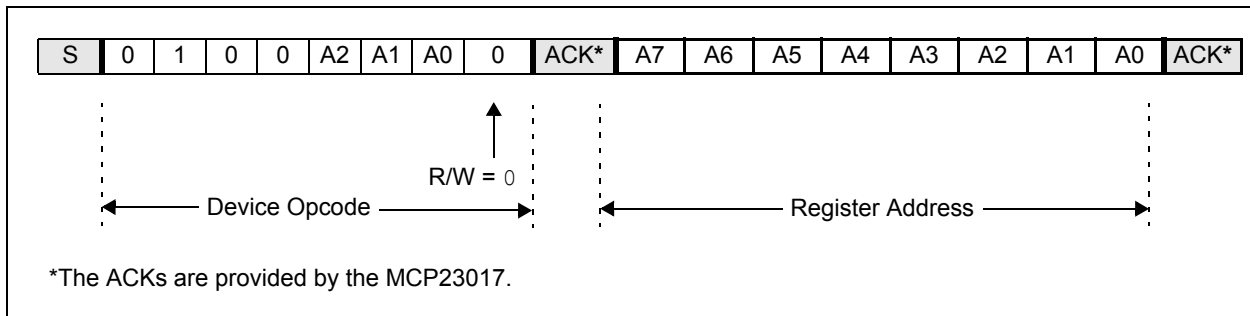 S 0 1 0 0 A2 A1 A0 0 ACK* A7 A6 A5 A4 A3 A2 A1 A0 ACK*
R/W = 0
Device Opcode Register Address
*The ACKs are provided by the MCP23017.